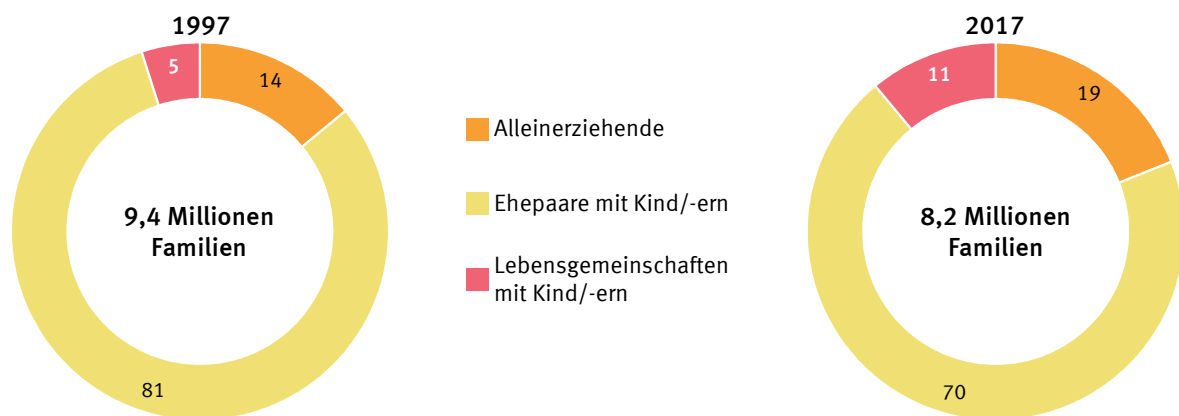 1997
5
14
9,4 Millionen
Familien
81
Alleinerziehende
Ehepaare mit Kind/-ern
Lebensgemeinschaften
mit Kind/-ern
2017
11
19
8,2 Millionen
Familien
70